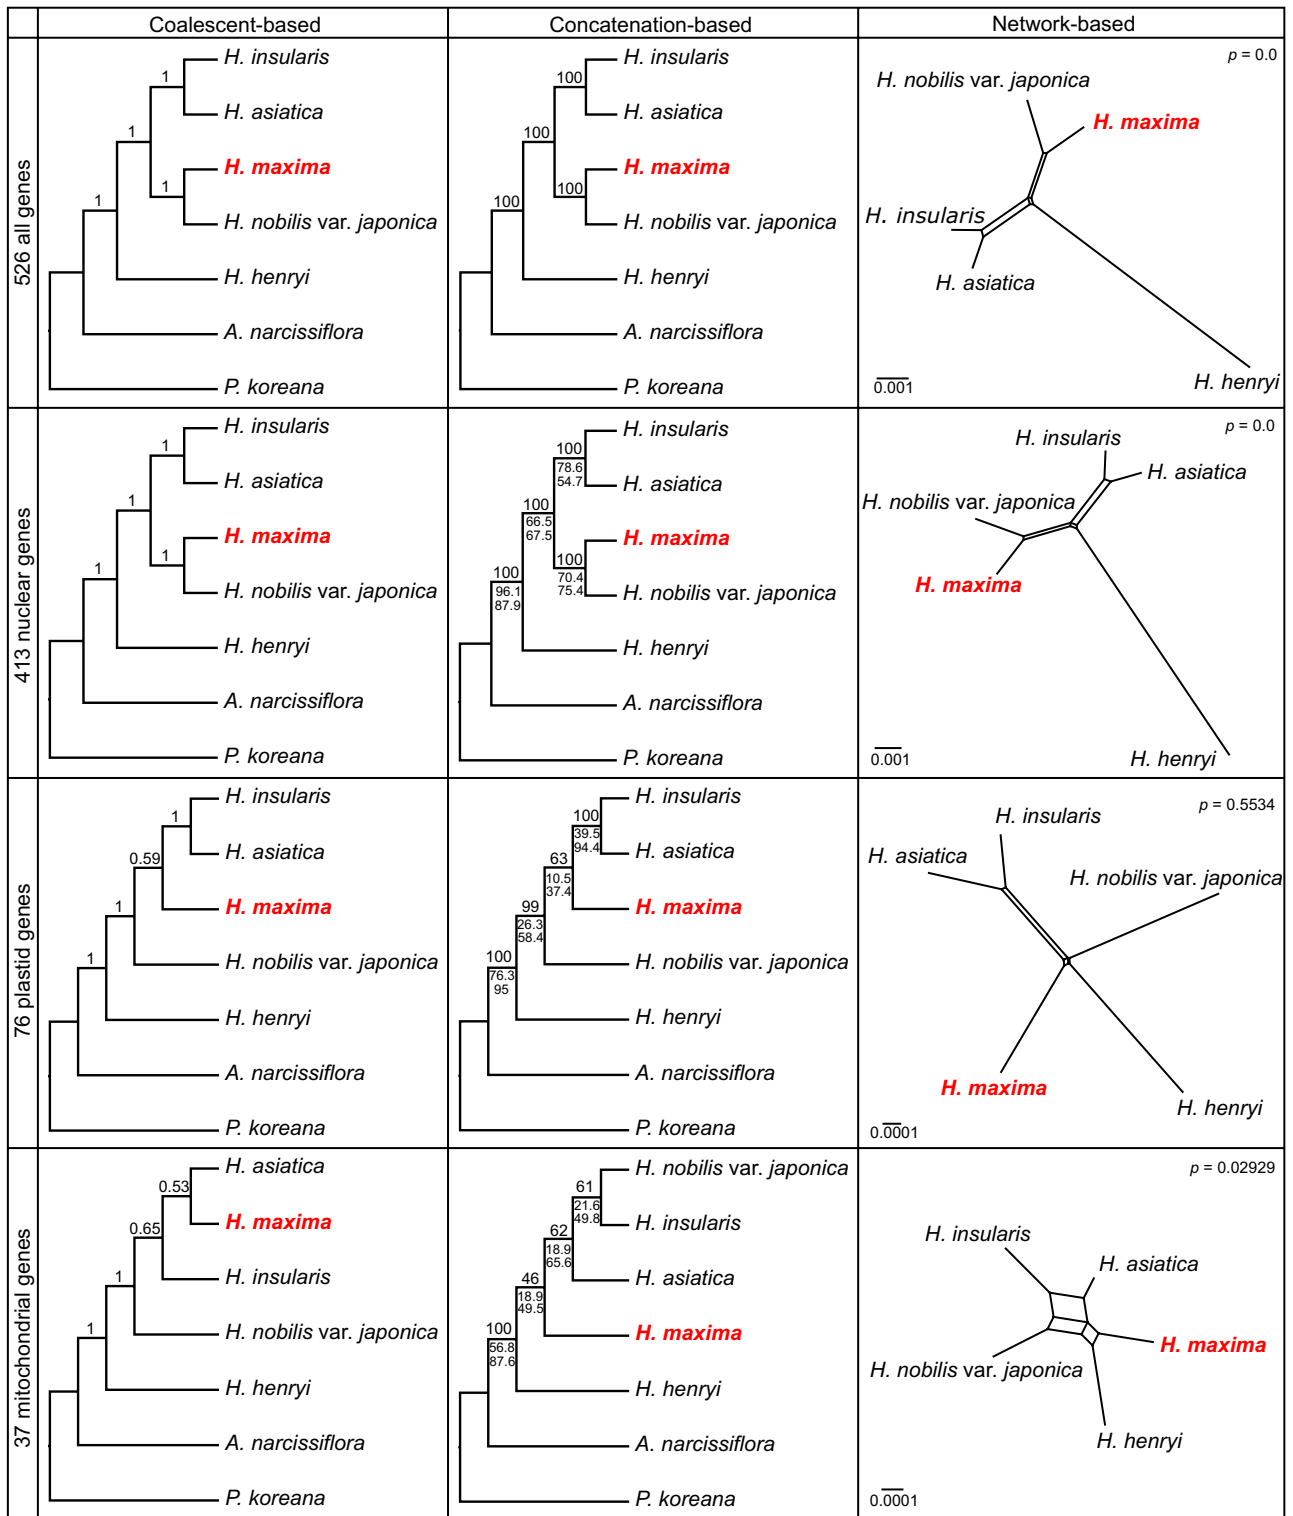 Coalescent-based
Concatenation-based
Network-based
526 all genes
H. insularis
1
H. asiatica
1
H. maxima
1
1
H. nobilis var. japonica
H. henryi
A. narcissiflora
P. koreana
H. insularis
100
H. asiatica
100
H. maxima
100
100
H. nobilis var. japonica
H. henryi
A. narcissiflora
P. koreana
p = 0.0
H. nobilis var. japonica
H. maxima
H. insularis
H. asiatica
0.001
H. henryi
413 nuclear genes
H. insularis
1
H. asiatica
1
H. maxima
1
1
H. nobilis var. japonica
H. henryi
A. narcissiflora
P. koreana
H. insularis
100
78.6
54.7
H. asiatica
100
66.5
67.5
H. maxima
100
70.4
75.4
100
96.1
87.9
H. nobilis var. japonica
H. henryi
A. narcissiflora
P. koreana
p = 0.0
H. insularis
H. asiatica
H. nobilis var. japonica
H. maxima
0.001
H. henryi
76 plastid genes
H. insularis
1
H. asiatica
0.59
H. maxima
1
H. nobilis var. japonica
1
H. henryi
A. narcissiflora
P. koreana
H. insularis
100
39.5
94.4
H. asiatica
63
10.5
37.4
H. maxima
99
26.3
58.4
H. nobilis var. japonica
100
76.3
95
H. henryi
A. narcissiflora
P. koreana
p = 0.5534
H. insularis
H. asiatica
H. nobilis var. japonica
H. maxima
H. henryi
0.0001
37 mitochondrial genes
H. asiatica
0.53
H. maxima
0.65
H. insularis
1
H. nobilis var. japonica
1
H. henryi
A. narcissiflora
P. koreana
H. nobilis var. japonica
61
21.6
49.8
H. insularis
62
18.9
65.6
H. asiatica
46
18.9
49.5
H. maxima
100
56.8
87.6
H. henryi
A. narcissiflora
P. koreana
p = 0.02929
H. insularis
H. asiatica
H. maxima
H. nobilis var. japonica
H. henryi
0.0001